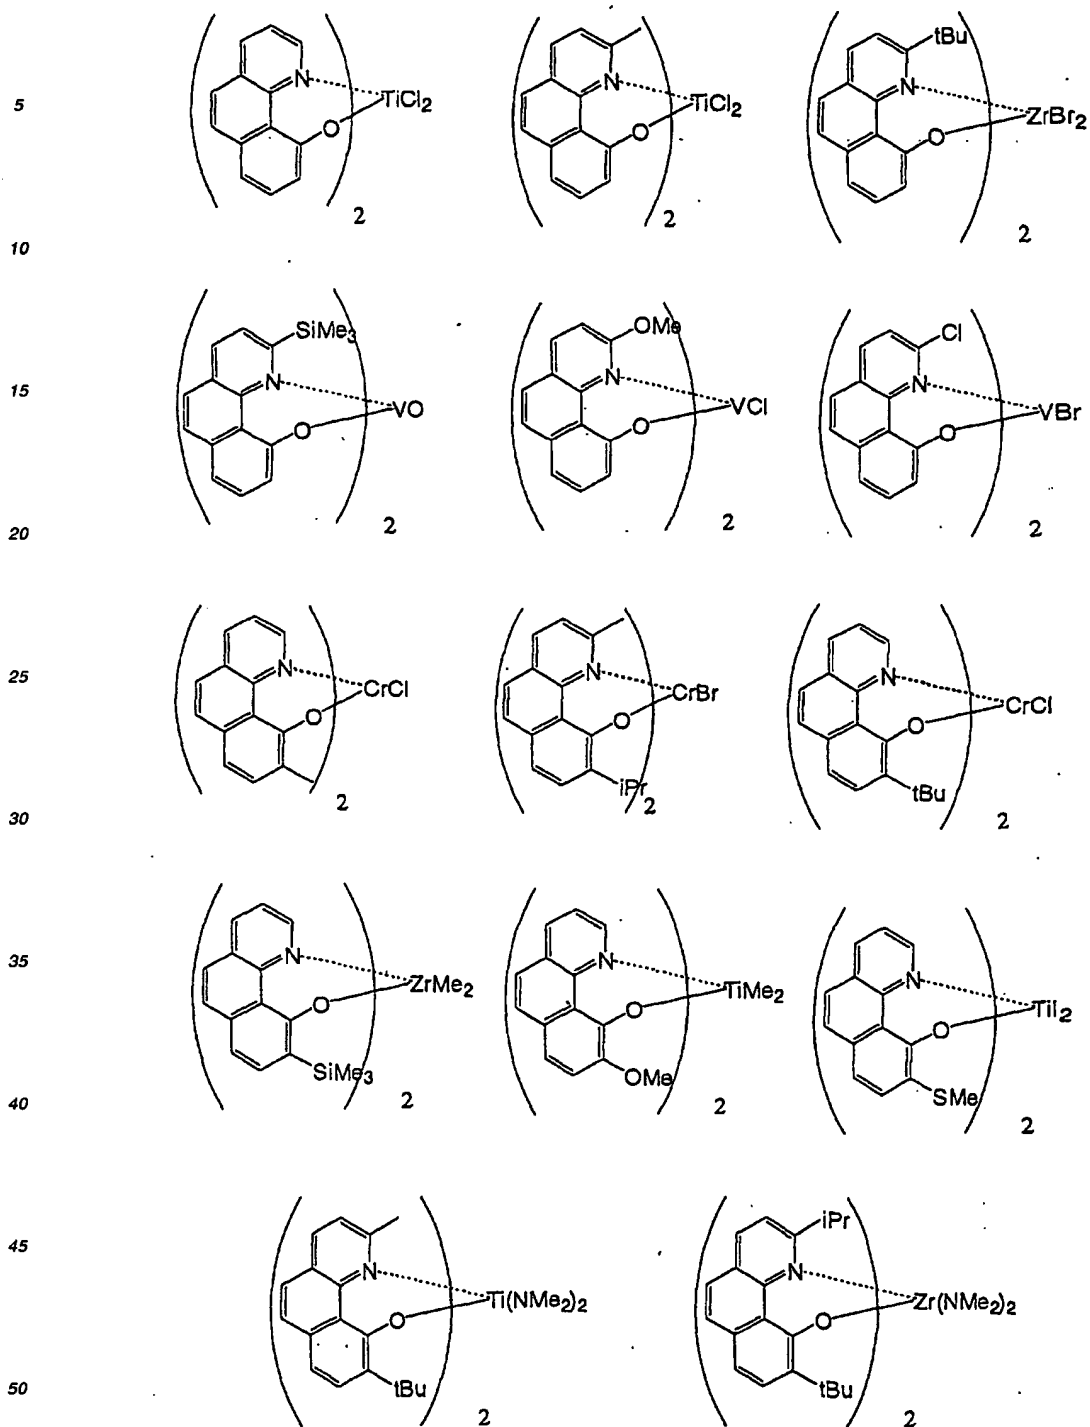 N TiCl2 N TiCl2 tBu N ZrBr2
5
O O O
2 2 2
10
SiMe3 OMe Cl
N N N
15
VO VCl VBr
O O O
2 2 2
20
N CrCl N CrBr N CrCl
25
O O O
iPr tBu
2 2 2
30
N N N
35
ZrMe2 TiMe2 TiI2
O O O
SiMe3 OMe SMe
2 2 2
40
iPr
45
N N
Ti(NMe2)2 Zr(NMe2)2
O O
tBu tBu
50
2 2